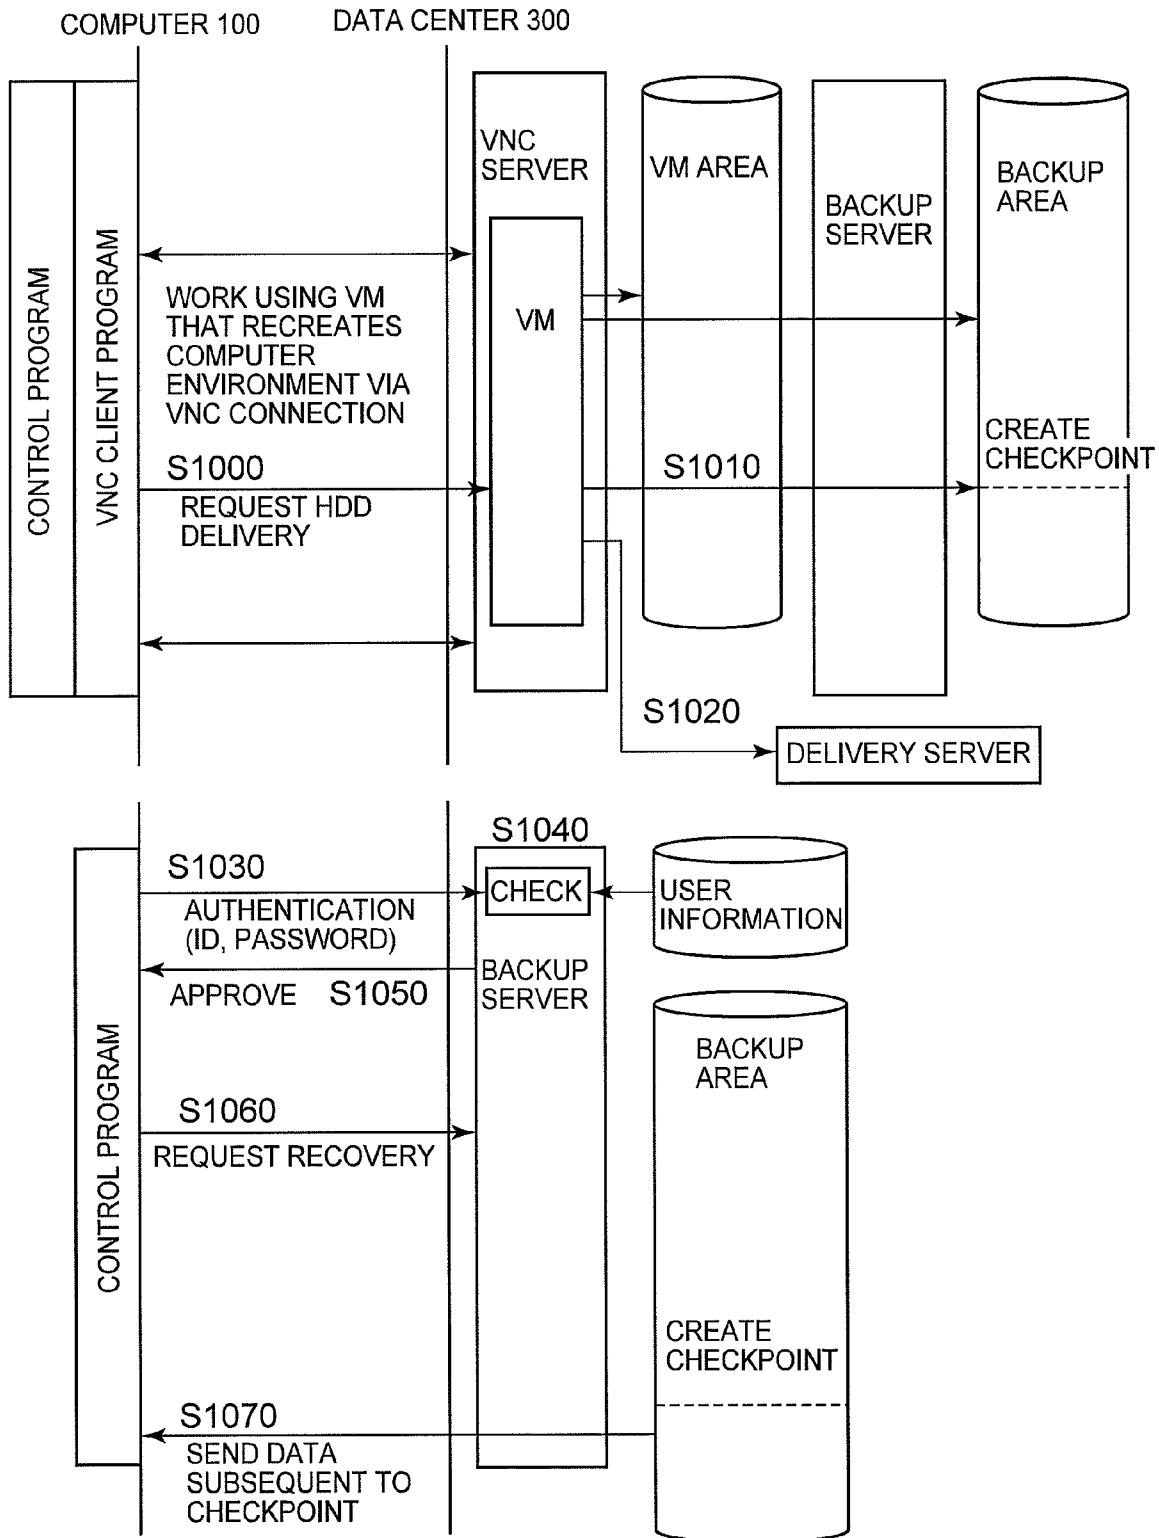 COMPUTER 100
DATA CENTER 300
CONTROL PROGRAM
VNC CLIENT PROGRAM
VNC
SERVER
VM
VM AREA
BACKUP
SERVER
BACKUP
AREA
WORK USING VM
THAT RECREATES
COMPUTER
ENVIRONMENT VIA
VNC CONNECTION
S1000
REQUEST HDD
DELIVERY
S1010
CREATE
CHECKPOINT
S1020
DELIVERY SERVER
CONTROL PROGRAM
S1030
AUTHENTICATION
(ID, PASSWORD)
S1040
CHECK
USER
INFORMATION
APPROVE
S1050
BACKUP
SERVER
BACKUP
AREA
S1060
REQUEST RECOVERY
CREATE
CHECKPOINT
S1070
SEND DATA
SUBSEQUENT TO
CHECKPOINT